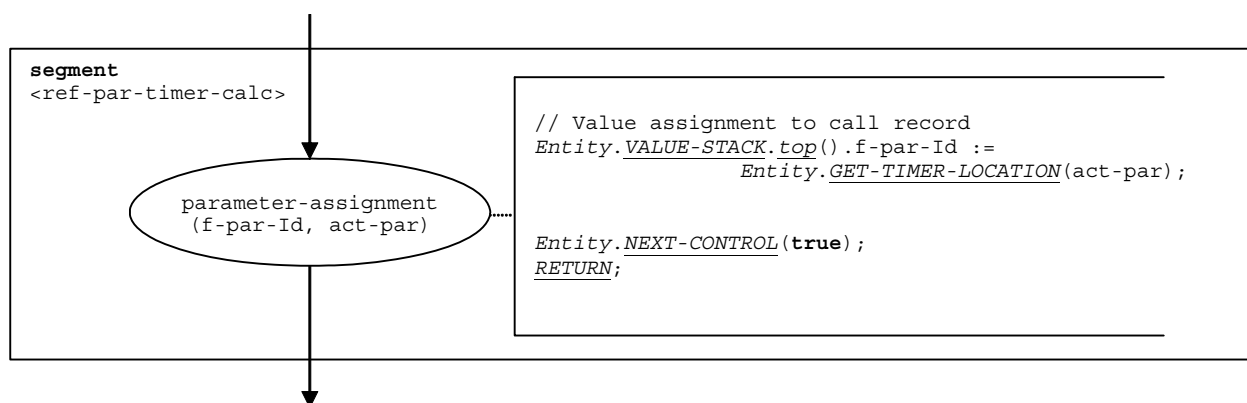 segment
<ref-par-timer-calc>
// Value assignment to call record
Entity.VALUE-STACK.top().f-par-Id :=
Entity.GET-TIMER-LOCATION(act-par);
parameter-assignment
(f-par-Id, act-par)
Entity.NEXT-CONTROL(true);
RETURN;